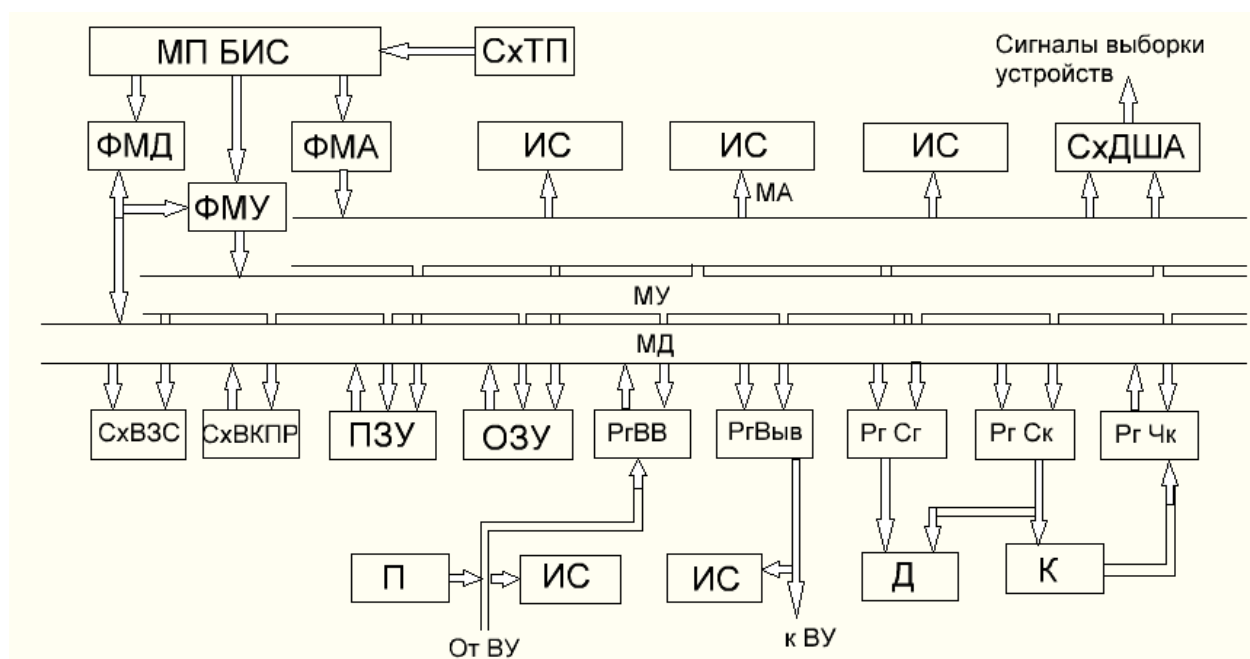 МП БИС
СхТП
Сигналы выборки
устройств
ФМД
ФМА
ИС
ИС
ИС
СхДША
ФМУ
МА
МУ
МД
СхВЗС
СхВКПР
ПЗУ
ОЗУ
РгВВ
РгВыв
Рг Сг
Рг Ск
Рг Чк
П
ИС
ИС
Д
К
От ВУ
к ВУ